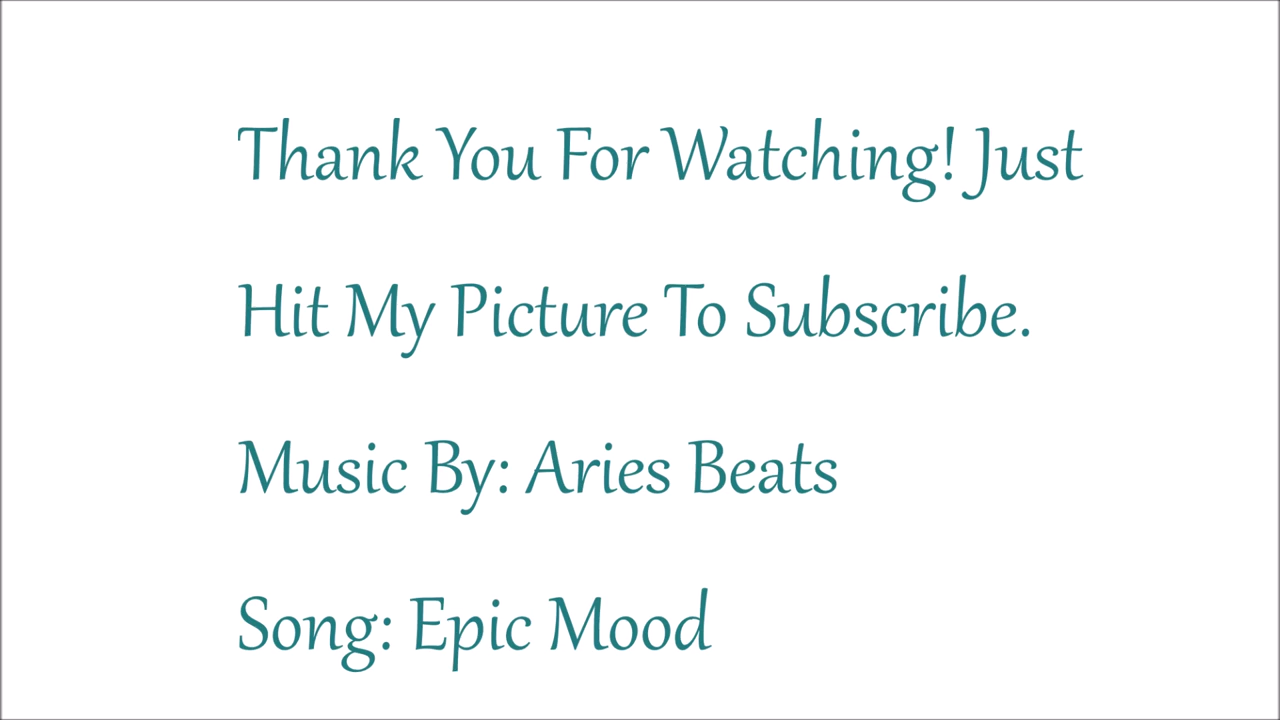 Thank You For Watching! Just
Hit My Picture To Subscribe.
Music By: Aries Beats
Song: Epic Mood